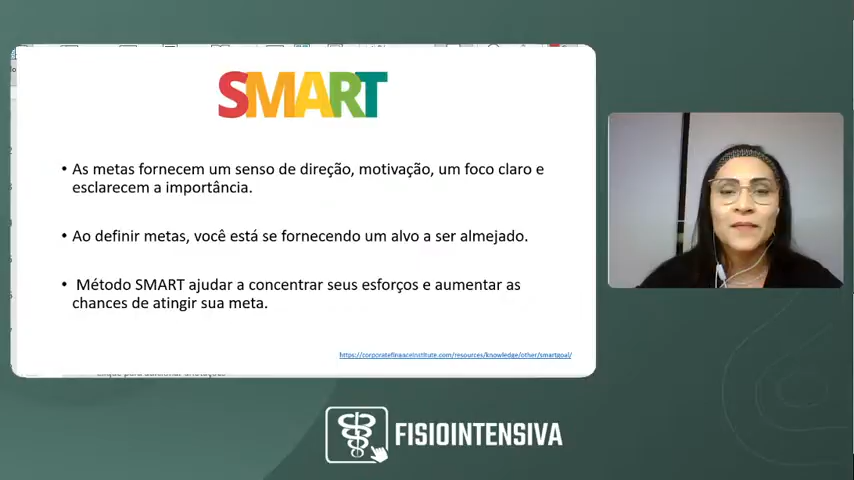 SMART
• As metas fornecem um senso de direção, motivação, um foco claro e
esclarecem a importância.
• Ao definir metas, você está se fornecendo um alvo a ser almejado.
• Método SMART ajudar a concentrar seus esforços e aumentar as
chances de atingir sua meta.
https://corporatefinanceinstitute.com/resources/knowledge/other/smartgoal/
FISIOINTENSIVA